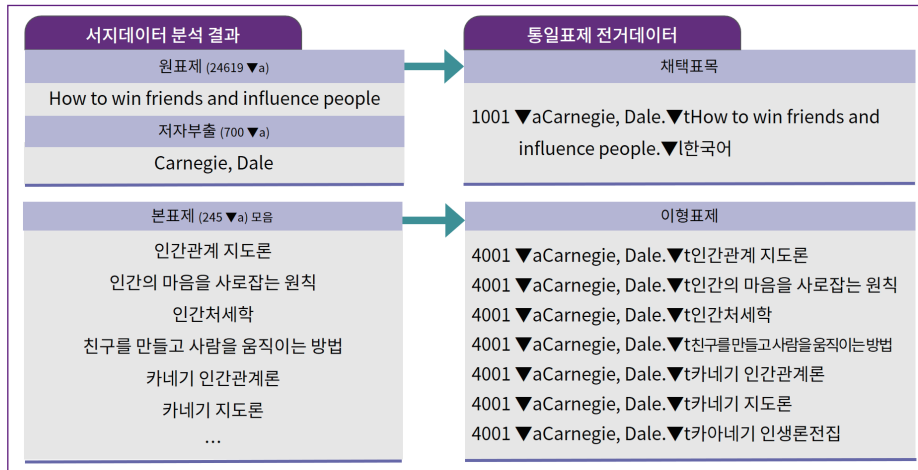 서지데이터 분석 결과
원표제 (24619 ▼a)
How to win friends and influence people
저자부출 (700 ▼a)
Carnegie, Dale
통일표제 전거데이터
채택표목
1001 ▼aCarnegie, Dale.▼tHow to win friends and
influence people.▼l한국어
본표제 (245 ▼a) 모음
인간관계 지도론
인간의 마음을 사로잡는 원칙
인간처세학
친구를 만들고 사람을 움직이는 방법
카네기 인간관계론
카네기 지도론
...
이형표제
4001 ▼aCarnegie, Dale.▼t인간관계 지도론
4001 ▼aCarnegie, Dale.▼t인간의 마음을 사로잡는 원칙
4001 ▼aCarnegie, Dale.▼t인간처세학
4001 ▼aCarnegie, Dale.▼t친구를 만들고 사람을 움직이는 방법
4001 ▼aCarnegie, Dale.▼t카네기 인간관계론
4001 ▼aCarnegie, Dale.▼t카네기 지도론
4001 ▼aCarnegie, Dale.▼t카아네기 인생론전집